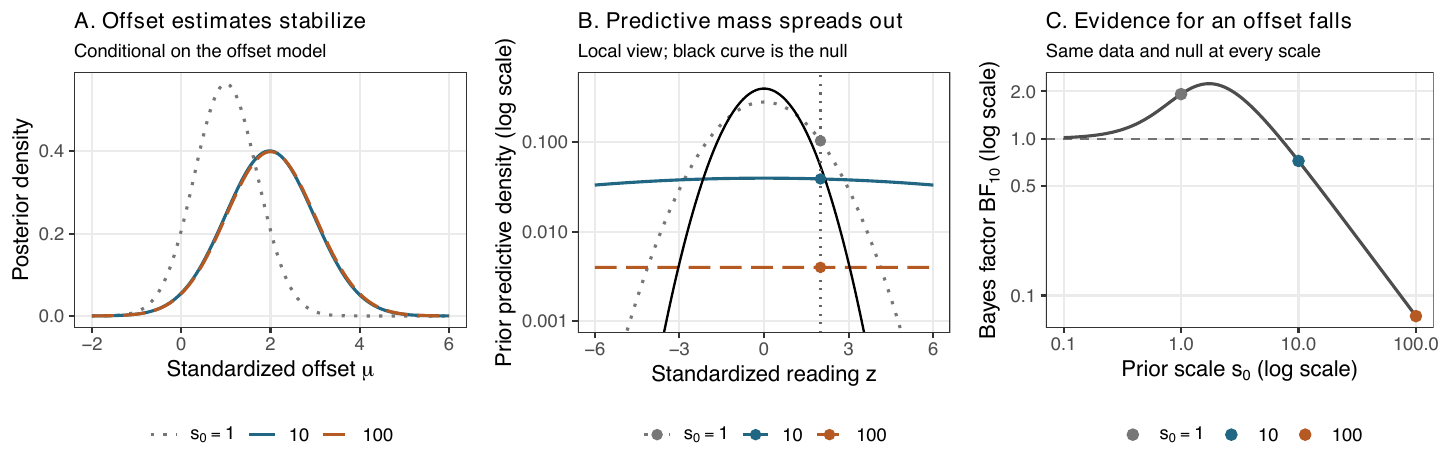 A. Offset estimates stabilize
Conditional on the offset model
Posterior density
0.4
0.2
0.0
−2
0
2
4
6
Standardized offset μ
s₀ = 1
10
100
B. Predictive mass spreads out
Local view; black curve is the null
Prior predictive density (log scale)
0.100
0.010
0.001
−6
−3
0
3
6
Standardized reading z
s₀ = 1
10
100
C. Evidence for an offset falls
Same data and null at every scale
Bayes factor BF₁₀ (log scale)
2.0
1.0
0.5
0.1
0.1
1.0
10.0
100.0
Prior scale s₀ (log scale)
s₀ = 1
10
100